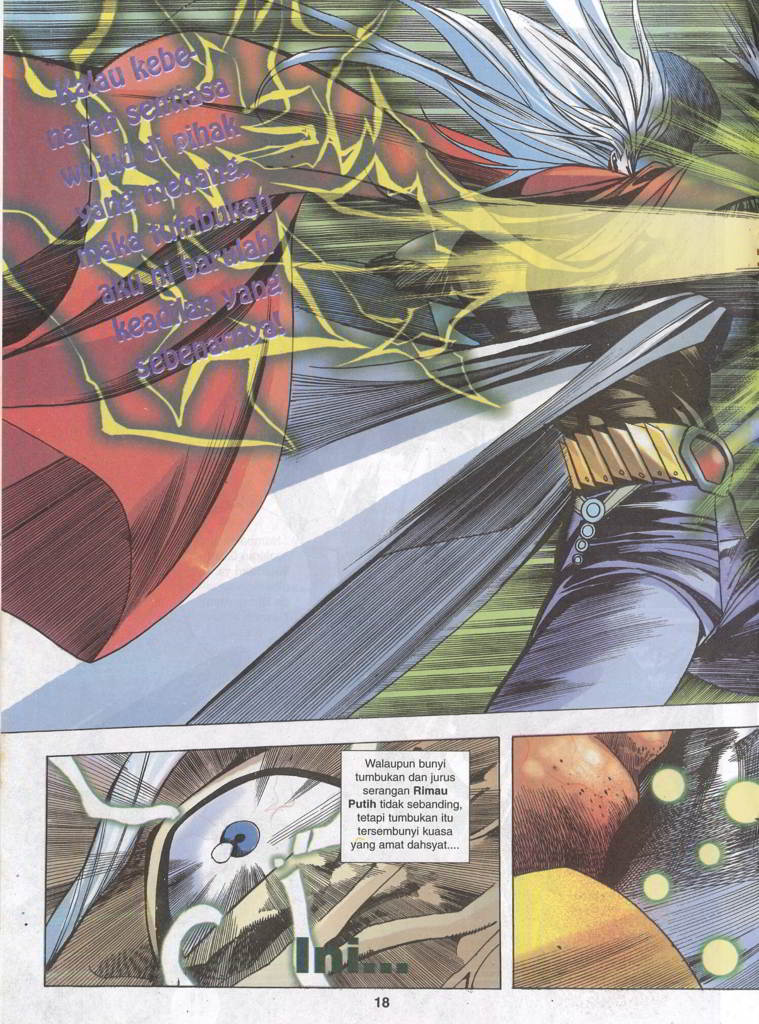 Kalau kebe-
naran sentiasa
wujud di pihak
yang menang,
maka tumbukan
aku ni barulah
keadilan yang
sebenarnya!
Walaupun bunyi
tumbukan dan jurus
serangan Rimau
Putih tidak sebanding,
tetapi tumbukan itu
tersembunyi kuasa
yang amat dahsyat....
Ini...
18